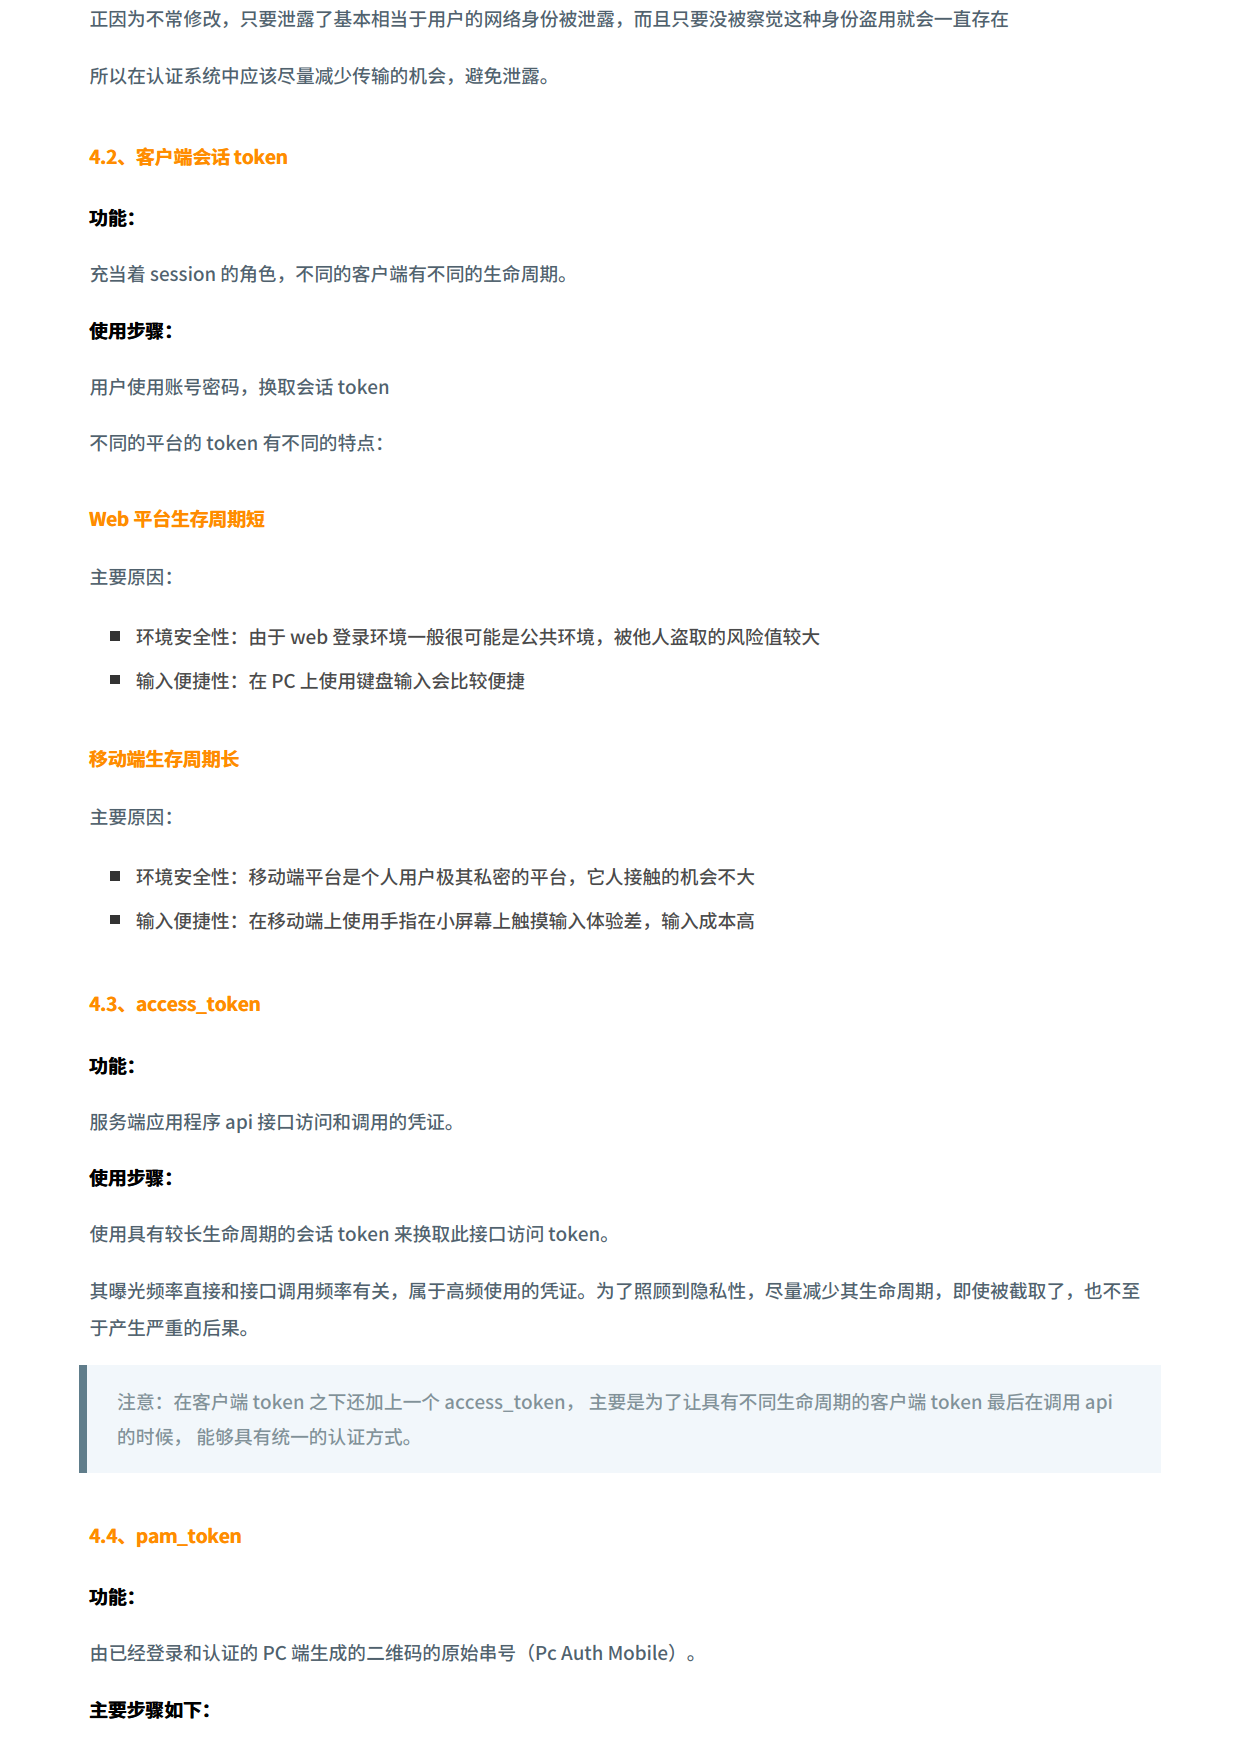 正因为不常修改，只要泄露了基本相当于用户的网络身份被泄露，而且只要没被察觉这种身份盗用就会一直存在
所以在认证系统中应该尽量减少传输的机会，避免泄露。
4.2、客户端会话 token
功能：
充当着 session 的角色，不同的客户端有不同的生命周期。
使用步骤：
用户使用账号密码，换取会话 token
不同的平台的 token 有不同的特点：
Web 平台生存周期短
主要原因：
环境安全性：由于 web 登录环境一般很可能是公共环境，被他人盗取的风险值较大
输入便捷性：在 PC 上使用键盘输入会比较便捷
移动端生存周期长
主要原因：
环境安全性：移动端平台是个人用户极其私密的平台，它人接触的机会不大
输入便捷性：在移动端上使用手指在小屏幕上触摸输入体验差，输入成本高
4.3、access_token
功能：
服务端应用程序 api 接口访问和调用的凭证。
使用步骤：
使用具有较长生命周期的会话 token 来换取此接口访问 token。
其曝光频率直接和接口调用频率有关，属于高频使用的凭证。为了照顾到隐私性，尽量减少其生命周期，即使被截取了，也不至
于产生严重的后果。
注意：在客户端 token 之下还加上一个 access_token， 主要是为了让具有不同生命周期的客户端 token 最后在调用 api
的时候， 能够具有统一的认证方式。
4.4、pam_token
功能：
由已经登录和认证的 PC 端生成的二维码的原始串号（Pc Auth Mobile）。
主要步骤如下：